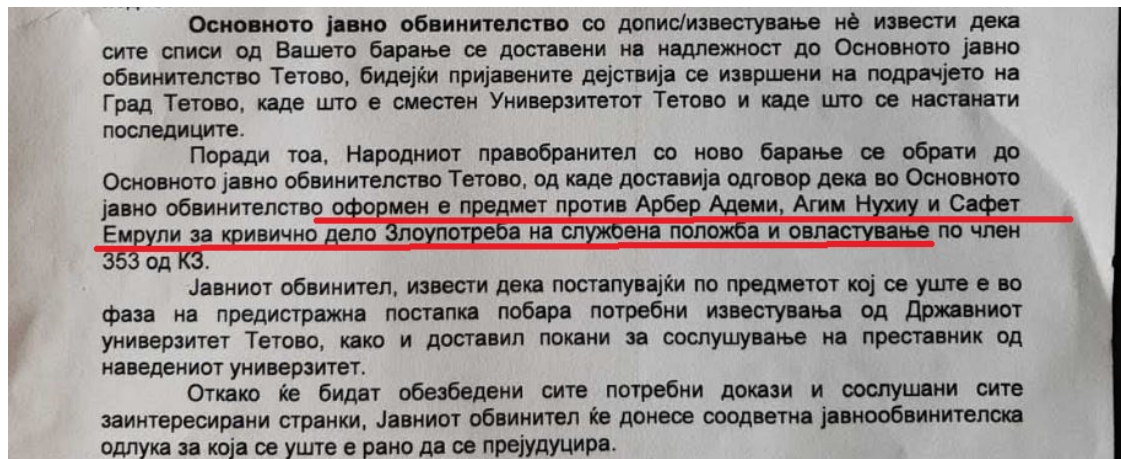 Основното јавно обвинителство со допис/известување нѐ извести дека
сите списи од Вашето барање се доставени на надлежност до Основното јавно
обвинителство Тетово, бидејќи пријавените дејствија се извршени на подрачјето на
Град Тетово, каде што е сместен Универзитетот Тетово и каде што се настанати
последиците.
Поради тоа, Народниот правобранител со ново барање се обрати до
Основното јавно обвинителство Тетово, од каде доставија одговор дека во Основното
јавно обвинителство оформен е предмет против Арбер Адеми, Агим Нухиу и Сафет
Емрули за кривично дело Злоупотреба на службена положба и овластување по член
353 од КЗ.
Јавниот обвинител, извести дека постапувајќи по предметот кој се уште е во
фаза на предистражна постапка побара потребни известувања од Државниот
универзитет Тетово, како и доставил покани за сослушување на преставник од
наведениот универзитет.
Откако ќе бидат обезбедени сите потребни докази и сослушани сите
заинтересирани странки, Јавниот обвинител ќе донесе соодветна јавнообвинителска
одлука за која се уште е рано да се прејудуцира.